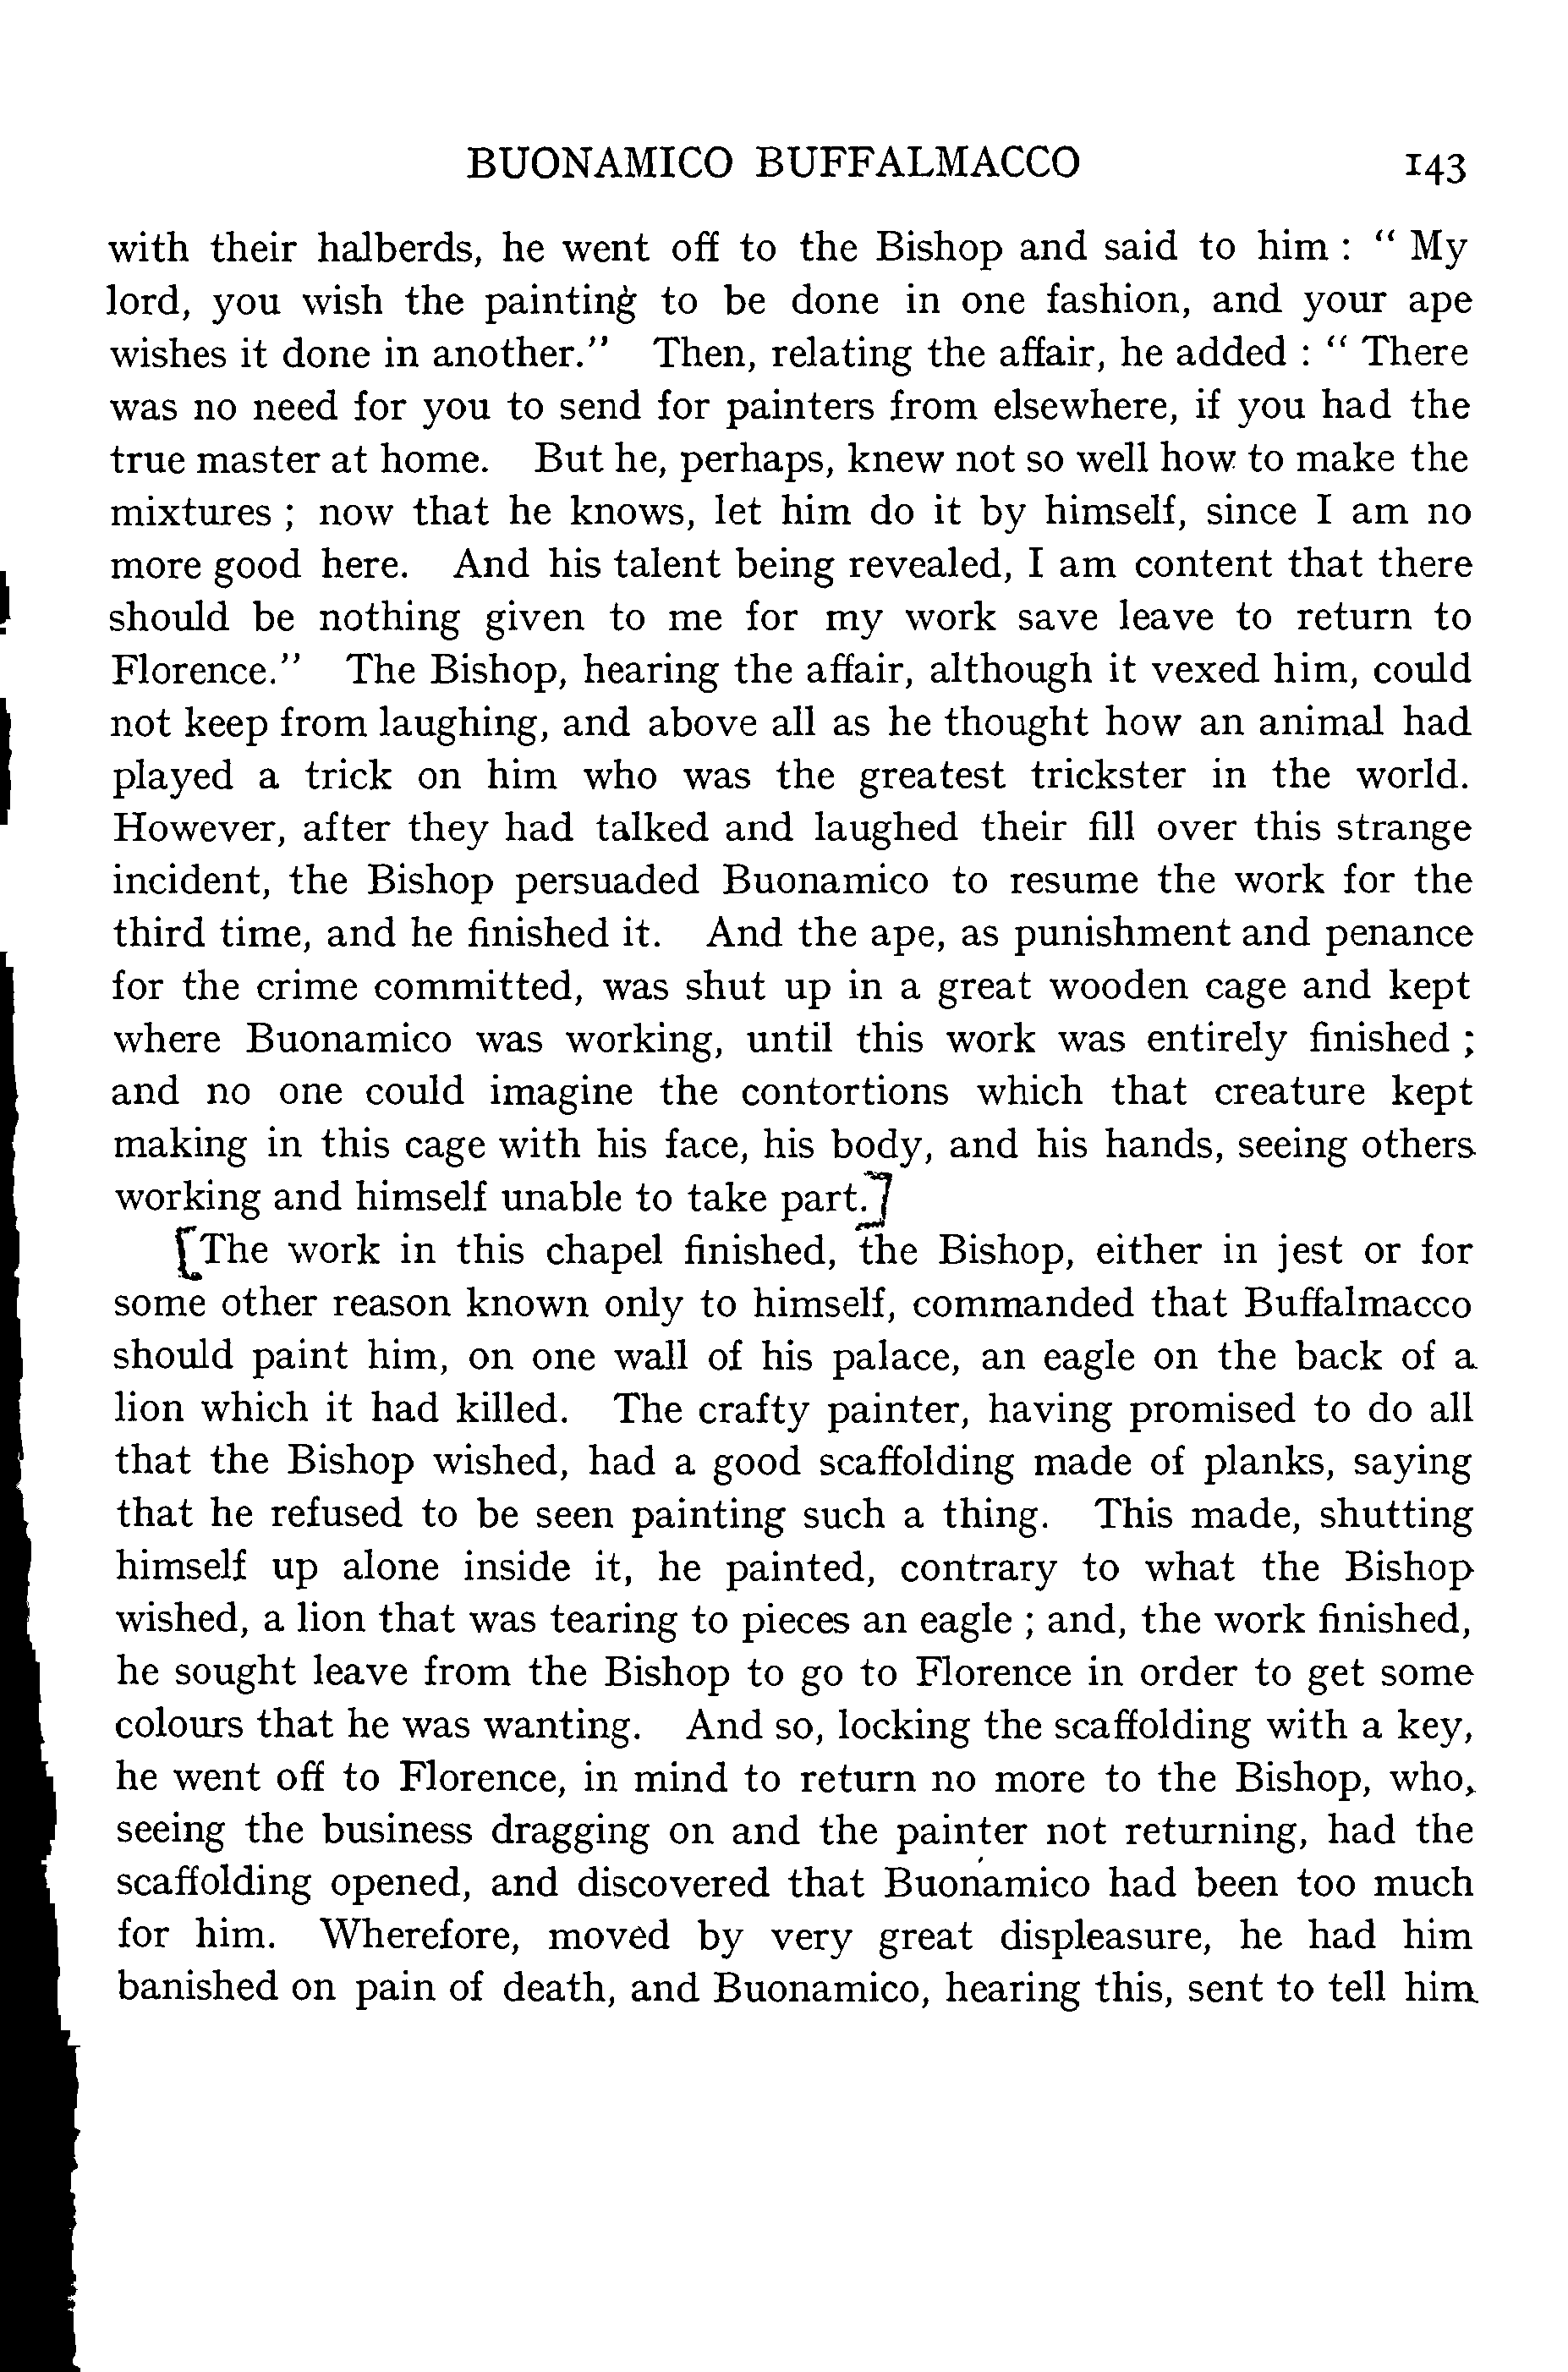 BUONAMICO BUFFALMACCO 143
with their halberds, he went off to the Bishop and said to him : “ My
lord, you wish the painting to be done in one fashion, and your ape
wishes it done in another.” Then, relating the affair, he added : “ There
was no need for you to send for painters from elsewhere, if you had the
true master at home. But he, perhaps, knew not so well how to make the
mixtures ; now that he knows, let him do it by himself, since I am no
more good here. And his talent being revealed, I am content that there
should be nothing given to me for my work save leave to return to
Florence.” The Bishop, hearing the affair, although it vexed him, could
not keep from laughing, and above all as he thought how an animal had
played a trick on him who was the greatest trickster in the world.
However, after they had talked and laughed their fill over this strange
incident, the Bishop persuaded Buonamico to resume the work for the
third time, and he finished it. And the ape, as punishment and penance
for the crime committed, was shut up in a great wooden cage and kept
where Buonamico was working, until this work was entirely finished ;
and no one could imagine the contortions which that creature kept
making in this cage with his face, his body, and his hands, seeing others
working and himself unable to take part.]
[The work in this chapel finished, the Bishop, either in jest or for
some other reason known only to himself, commanded that Buffalmacco
should paint him, on one wall of his palace, an eagle on the back of a
lion which it had killed. The crafty painter, having promised to do all
that the Bishop wished, had a good scaffolding made of planks, saying
that he refused to be seen painting such a thing. This made, shutting
himself up alone inside it, he painted, contrary to what the Bishop
wished, a lion that was tearing to pieces an eagle ; and, the work finished,
he sought leave from the Bishop to go to Florence in order to get some
colours that he was wanting. And so, locking the scaffolding with a key,
he went off to Florence, in mind to return no more to the Bishop, who,
seeing the business dragging on and the painter not returning, had the
scaffolding opened, and discovered that Buonamico had been too much
for him. Wherefore, moved by very great displeasure, he had him
banished on pain of death, and Buonamico, hearing this, sent to tell him